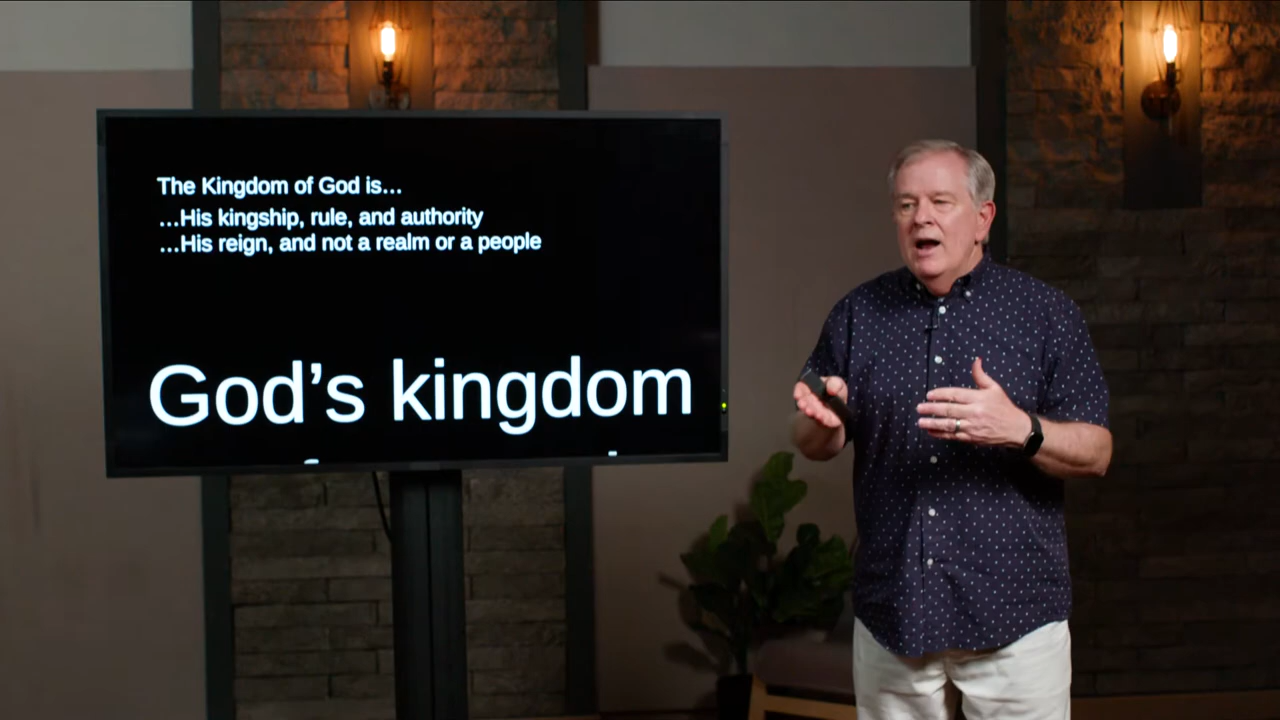 The Kingdom of God is…
…His kingship, rule, and authority
…His reign, and not a realm or a people
God’s kingdom